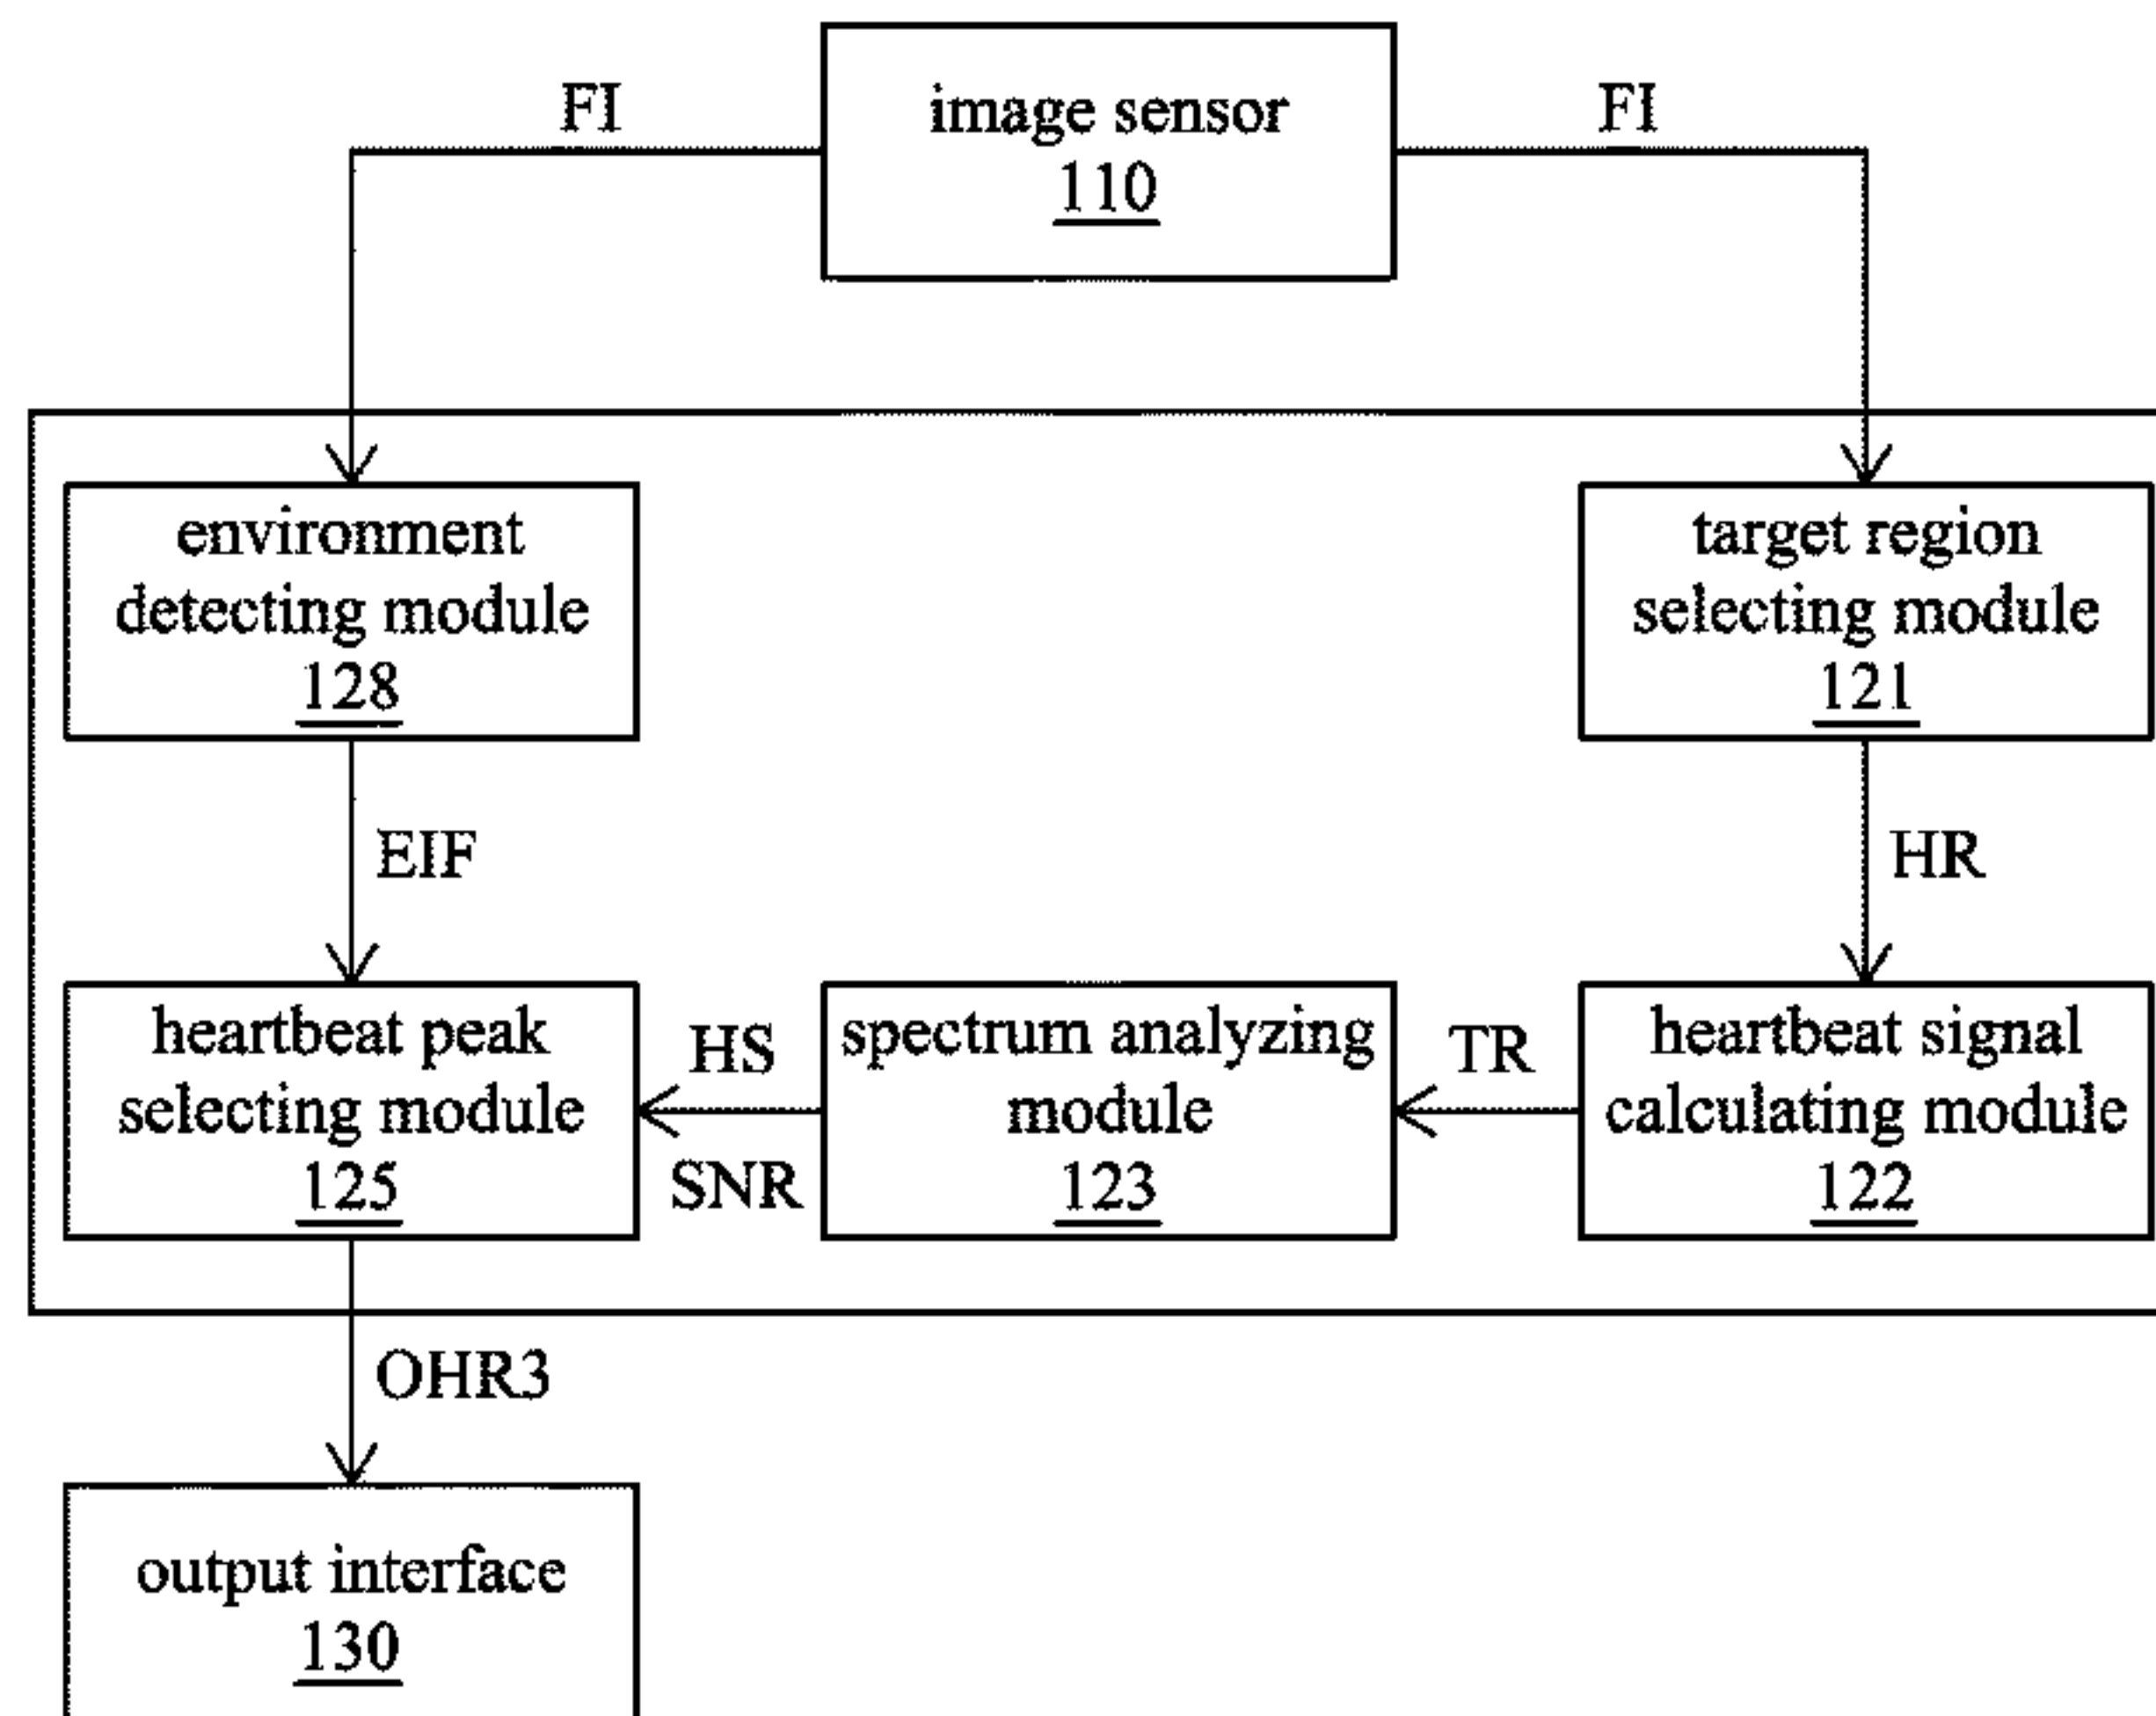 FI
image sensor
110
FI
environment
detecting module
128
target region
selecting module
121
EIF
HR
heartbeat peak
selecting module
125
HS
SNR
spectrum analyzing
module
123
TR
heartbeat signal
calculating module
122
OHR3
output interface
130